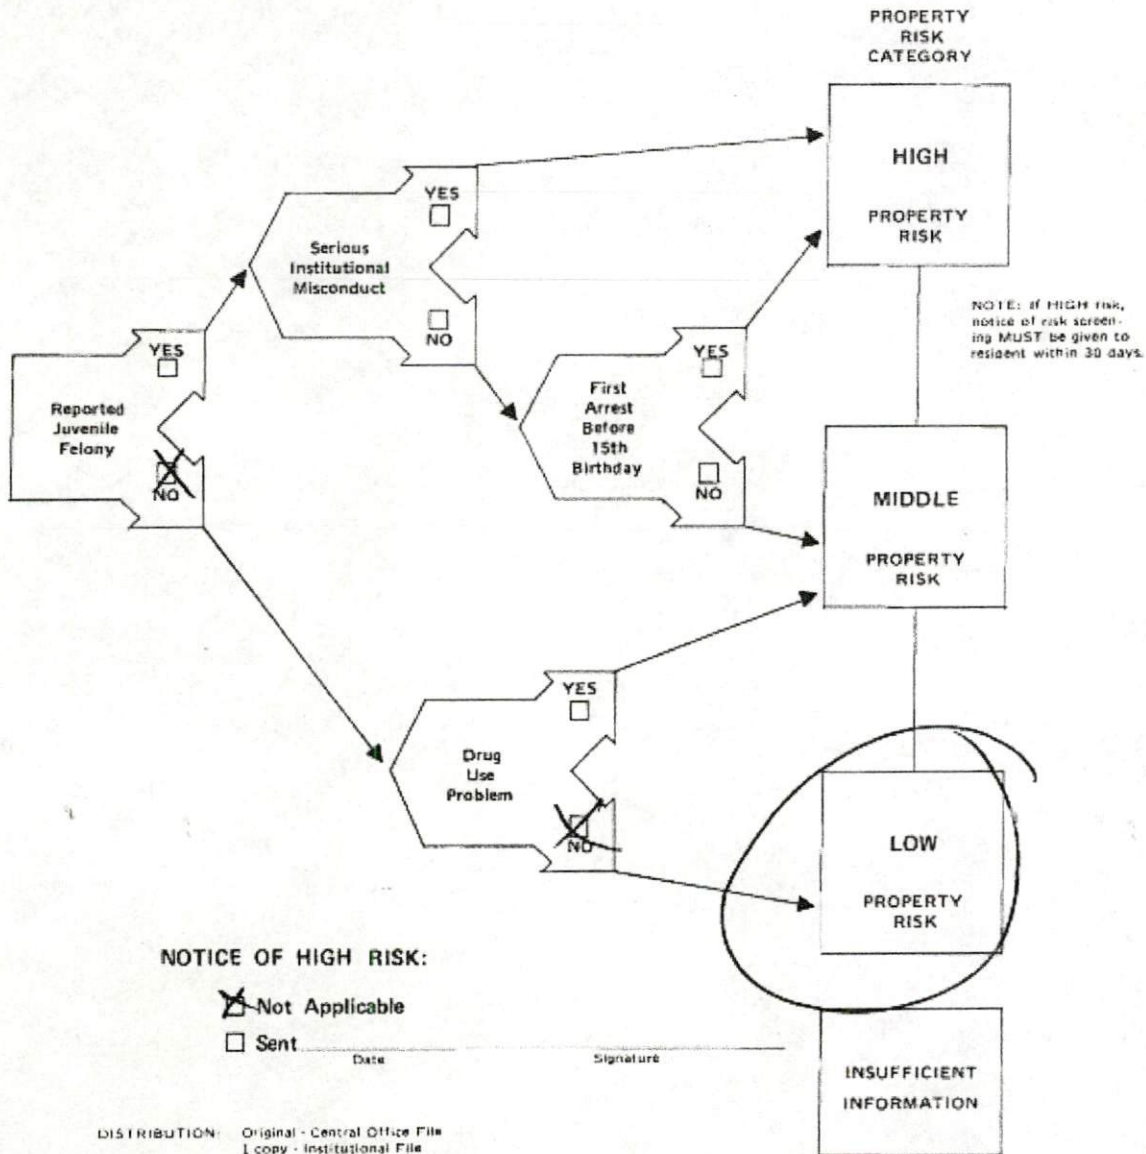 PROPERTY
RISK
CATEGORY
HIGH
PROPERTY
RISK
YES
Serious
Institutional
Misconduct
NO
NOTE: If HIGH risk,
notice of risk screen-
ing MUST be given to
resident within 30 days.
YES
Reported
Juvenile
Felony
NO
YES
First
Arrest
Before
15th
Birthday
NO
MIDDLE
PROPERTY
RISK
YES
Drug
Use
Problem
NO
LOW
PROPERTY
RISK
NOTICE OF HIGH RISK:
Not Applicable
Sent
Date Signature
INSUFFICIENT
INFORMATION
DISTRIBUTION: Original - Central Office File
1 copy - Institutional File